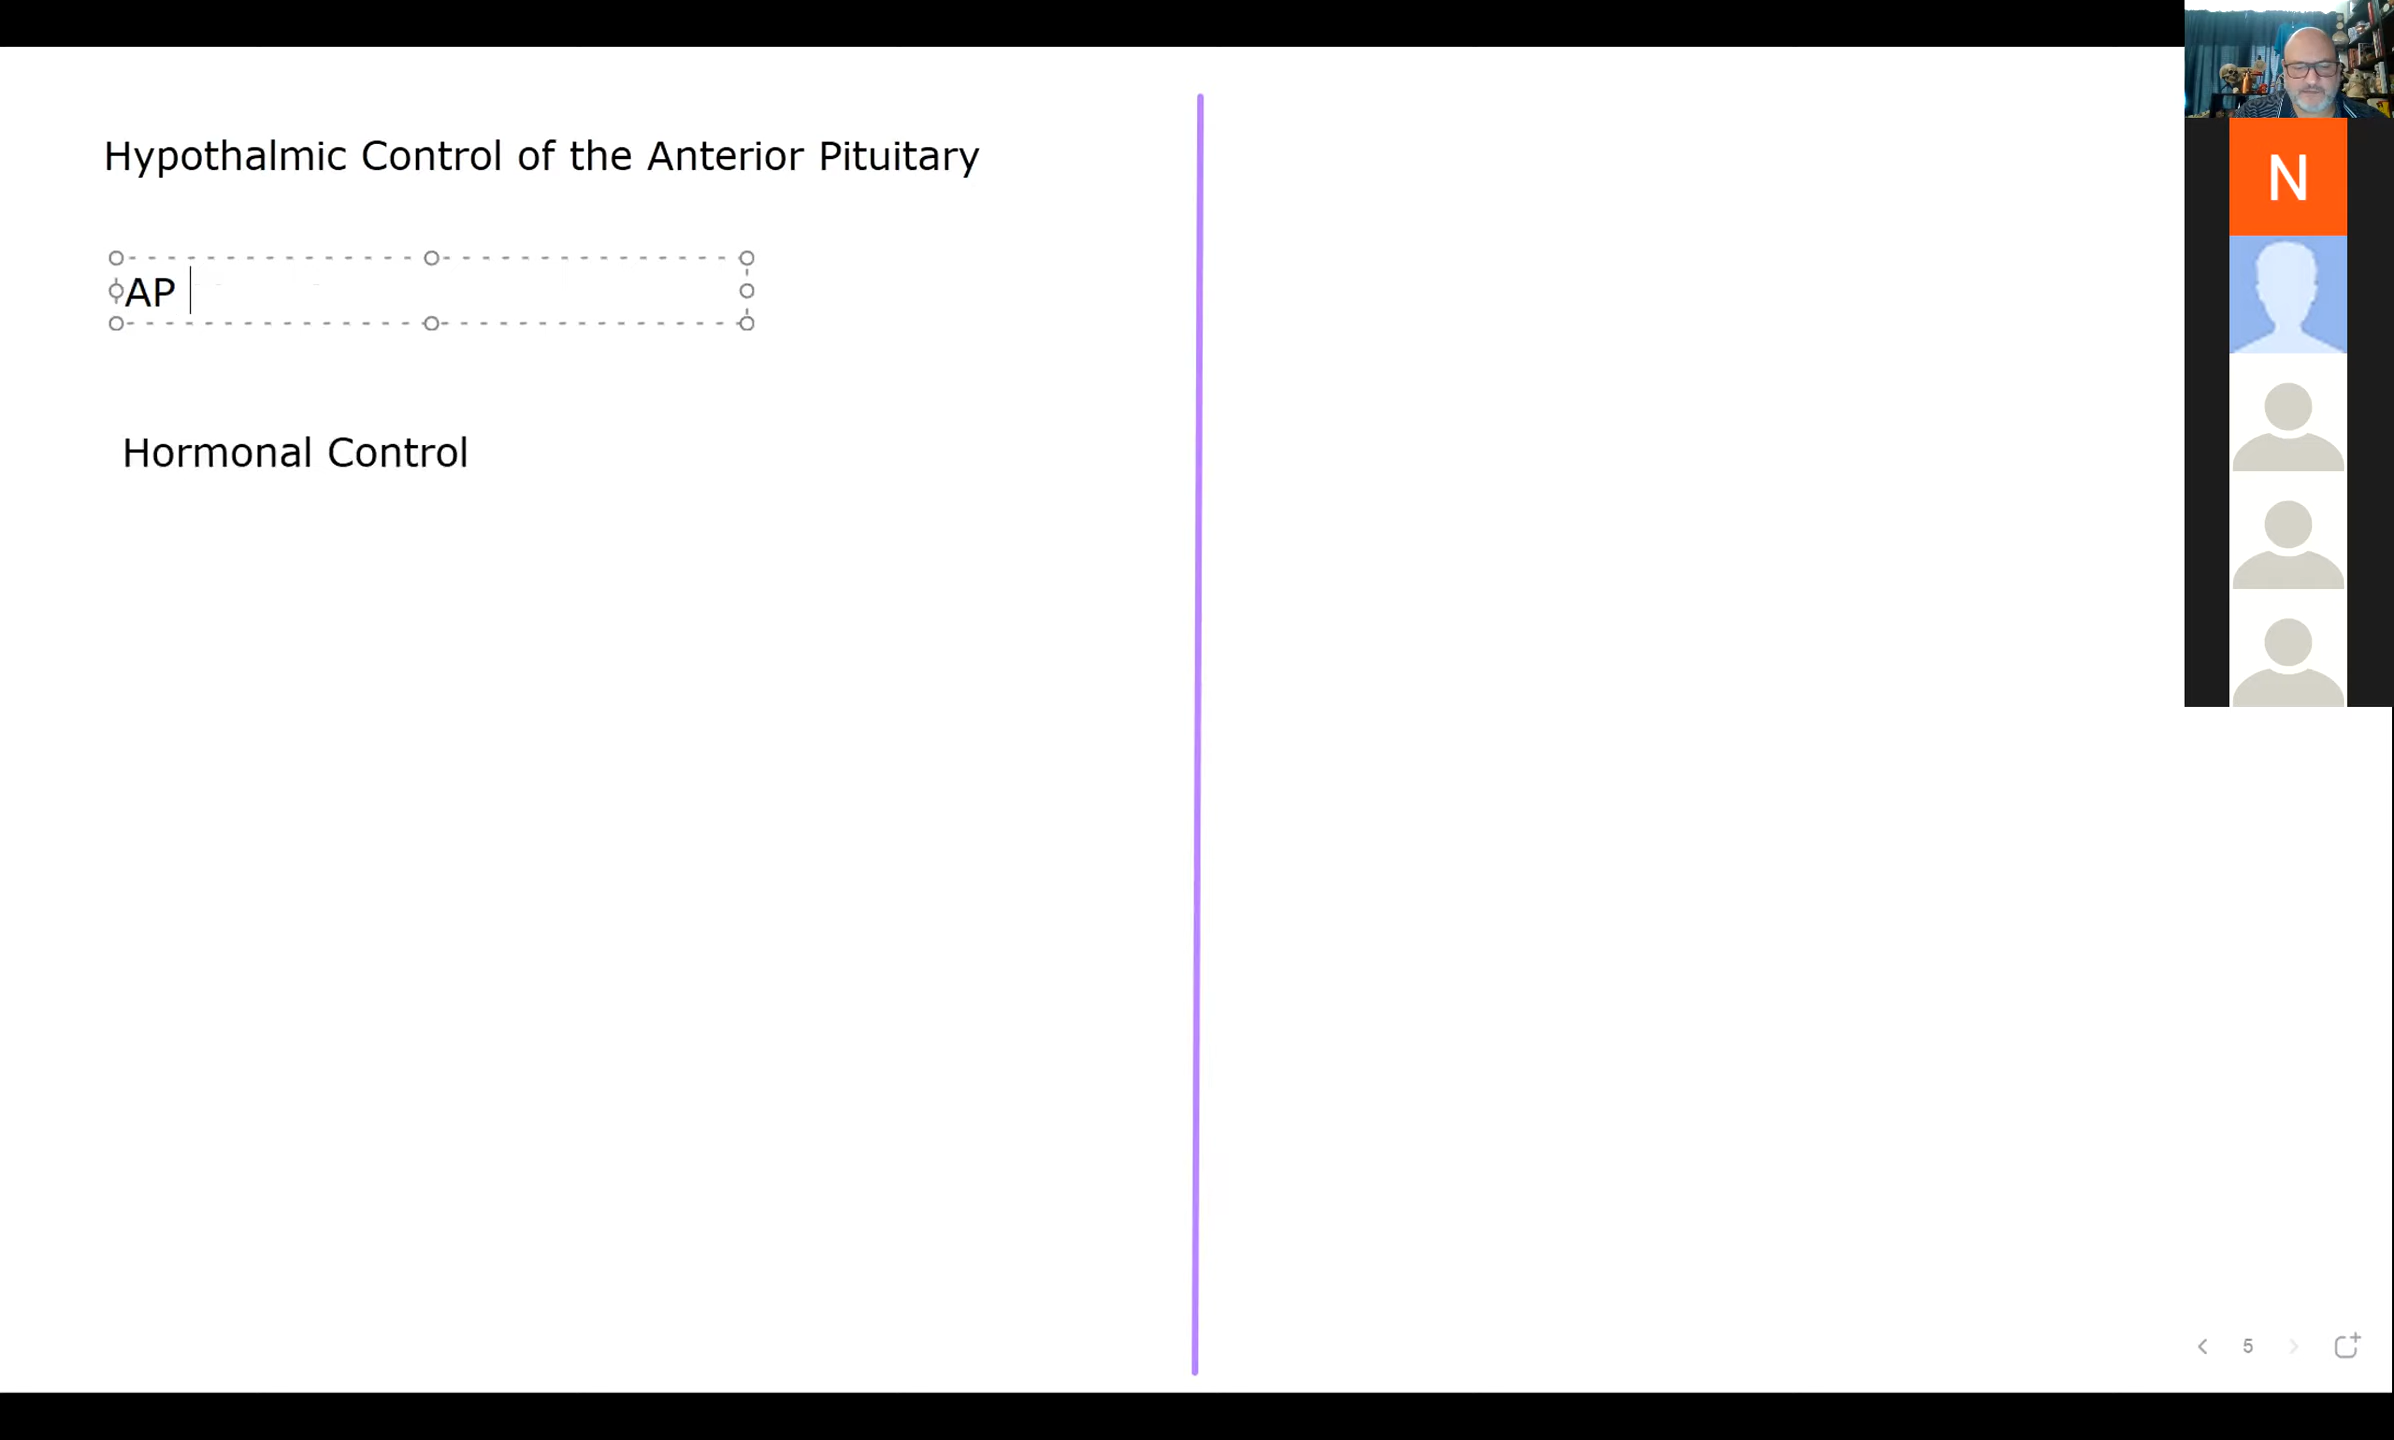 Hypothalmic Control of the Anterior Pituitary
AP
Hormonal Control
N
5